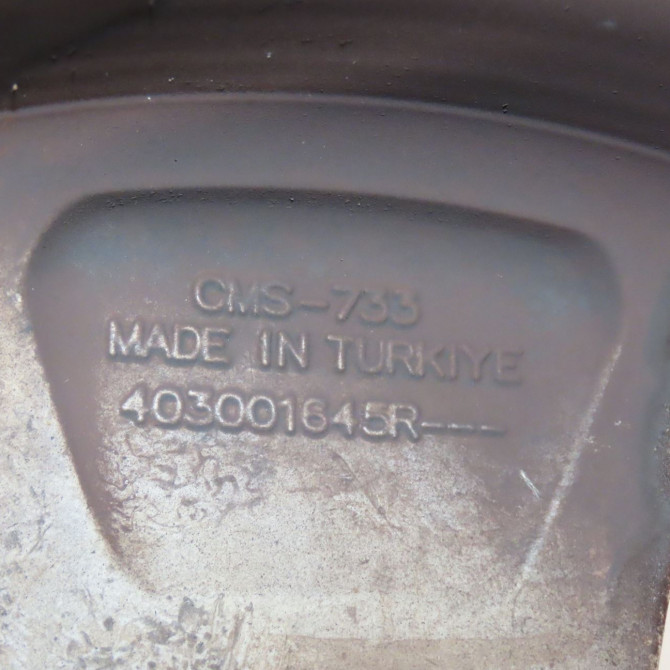 CMS-733
MADE IN TURKIYE
403001645R---